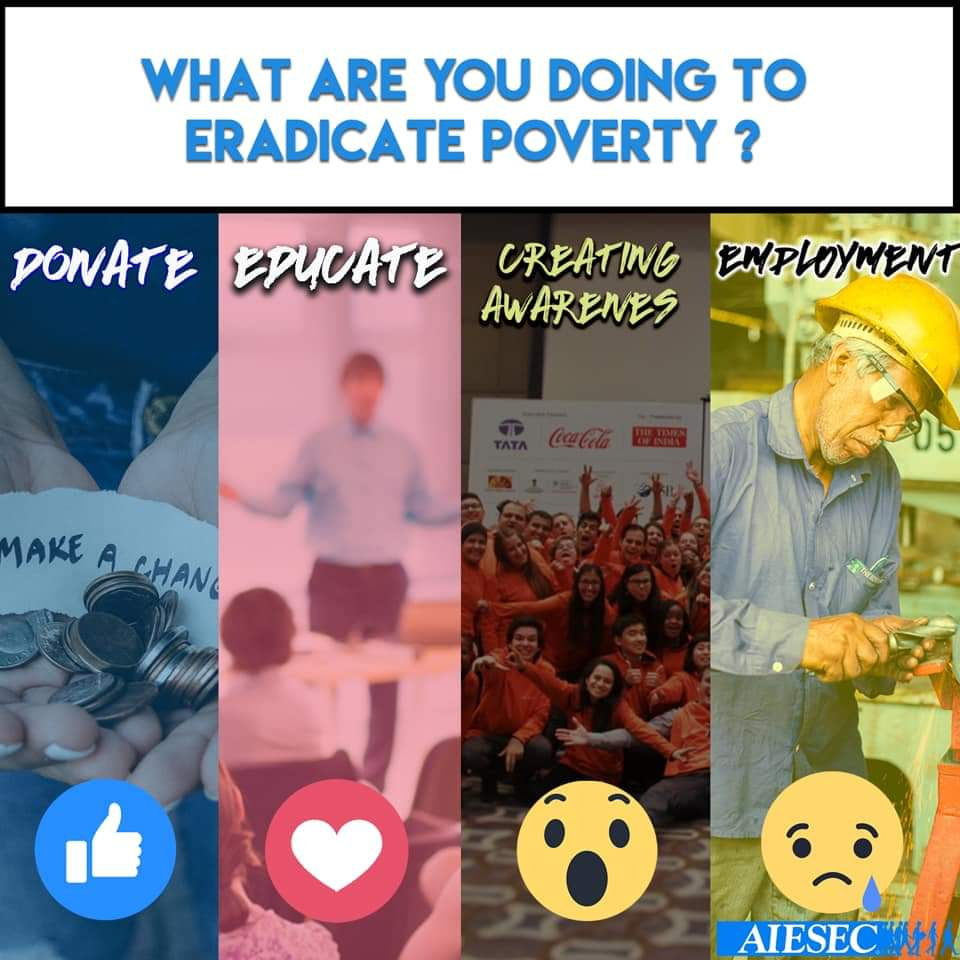 WHAT ARE YOU DOING TO
ERADICATE POVERTY ?
DONATE
EDUCATE
CREATING
AWARENES
EMPLOYMENT
MAKE A CHANG
TATA
Coca-Cola
THE TIMES
OF INDIA
05
AIESEC